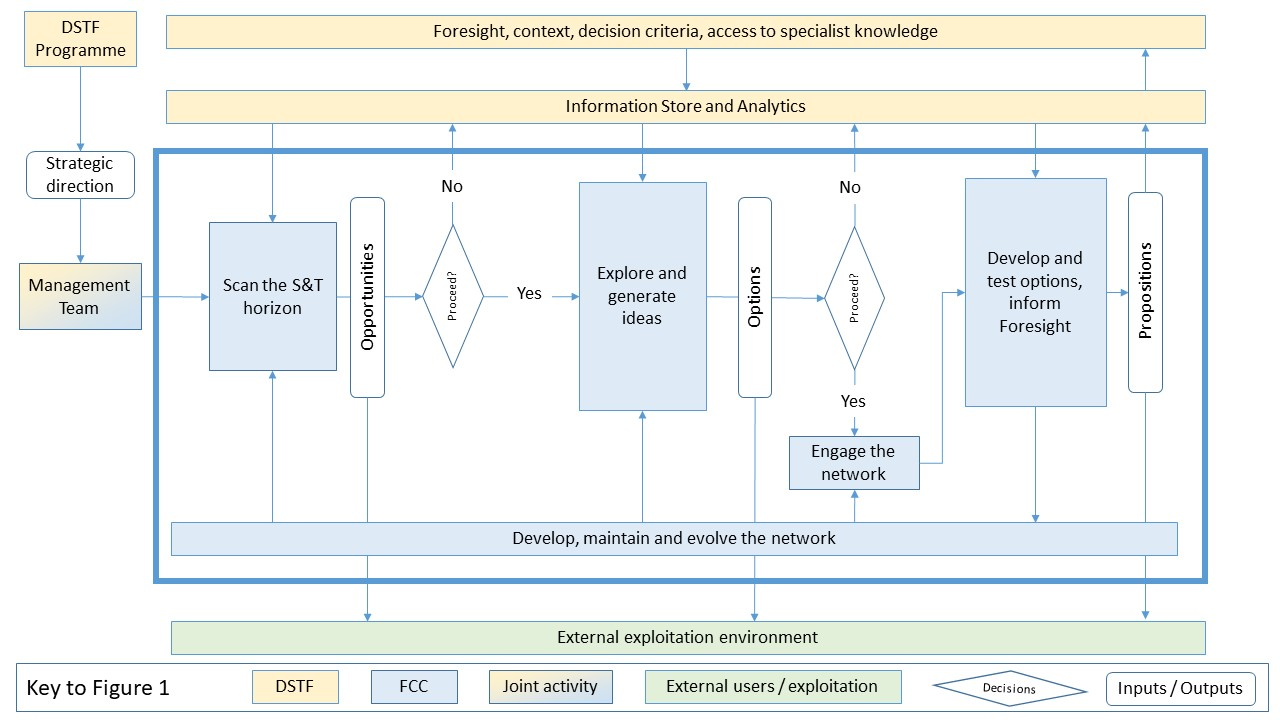 DSTF
Programme
Foresight, context, decision criteria, access to specialist knowledge
Information Store and Analytics
Strategic
direction
Management
Team
Scan the S&T
horizon
Opportunities
Proceed?
No
Yes
Explore and
generate
ideas
Options
Proceed?
No
Yes
Engage the
network
Develop and
test options,
inform
Foresight
Propositions
Develop, maintain and evolve the network
External exploitation environment
Key to Figure 1
DSTF
FCC
Joint activity
External users / exploitation
Decisions
Inputs / Outputs